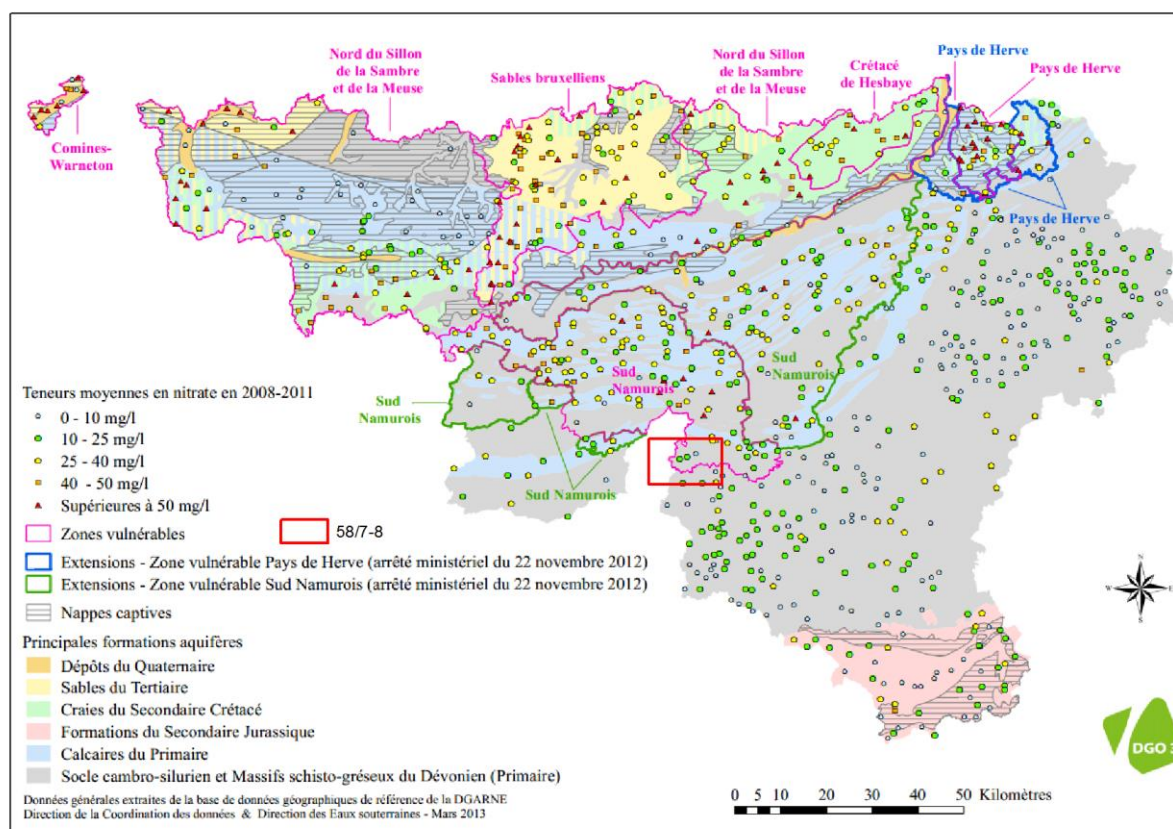 Nord du Sillon
de la Sambre
et de la Meuse
Sables bruxelliens
Nord du Sillon
de la Sambre
et de la Meuse
Crétacé
de Hesbaye
Pays de Herve
Pays de Herve
Comines-
Warneton
Pays de Herve
Sud
Namurois
Sud
Namurois
Sud
Namurois
Sud Namurois
Teneurs moyennes en nitrate en 2008-2011
0 - 10 mg/l
10 - 25 mg/l
25 - 40 mg/l
40 - 50 mg/l
Supérieures à 50 mg/l
Zones vulnérables
58/7-8
Extensions - Zone vulnérable Pays de Herve (arrêté ministériel du 22 novembre 2012)
Extensions - Zone vulnérable Sud Namurois (arrêté ministériel du 22 novembre 2012)
Nappes captives
Principales formations aquifères
Dépôts du Quaternaire
Sables du Tertiaire
Craies du Secondaire Crétacé
Formations du Secondaire Jurassique
Calcaires du Primaire
Socle cambro-silurien et Massifs schisto-gréseux du Dévonien (Primaire)
Données générales extraites de la base de données géographiques de référence de la DGARNE
Direction de la Coordination des données & Direction des Eaux souterraines - Mars 2013
0 5 10 20 30 40 50 Kilomètres
N
W E
S
DGO 3